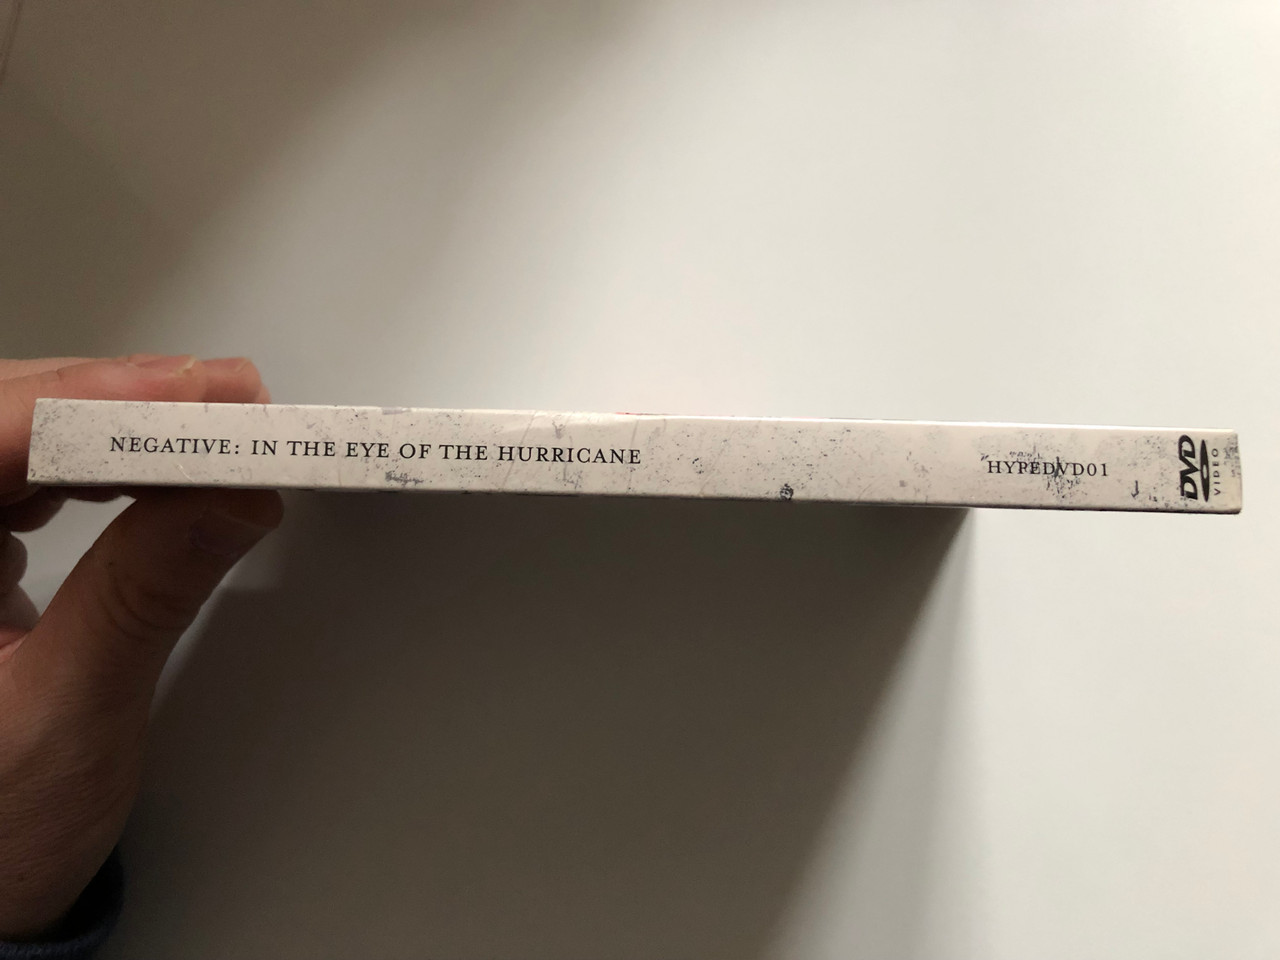 NEGATIVE: IN THE EYE OF THE HURRICANE
HYPEDVD01
DVD
VIDEO